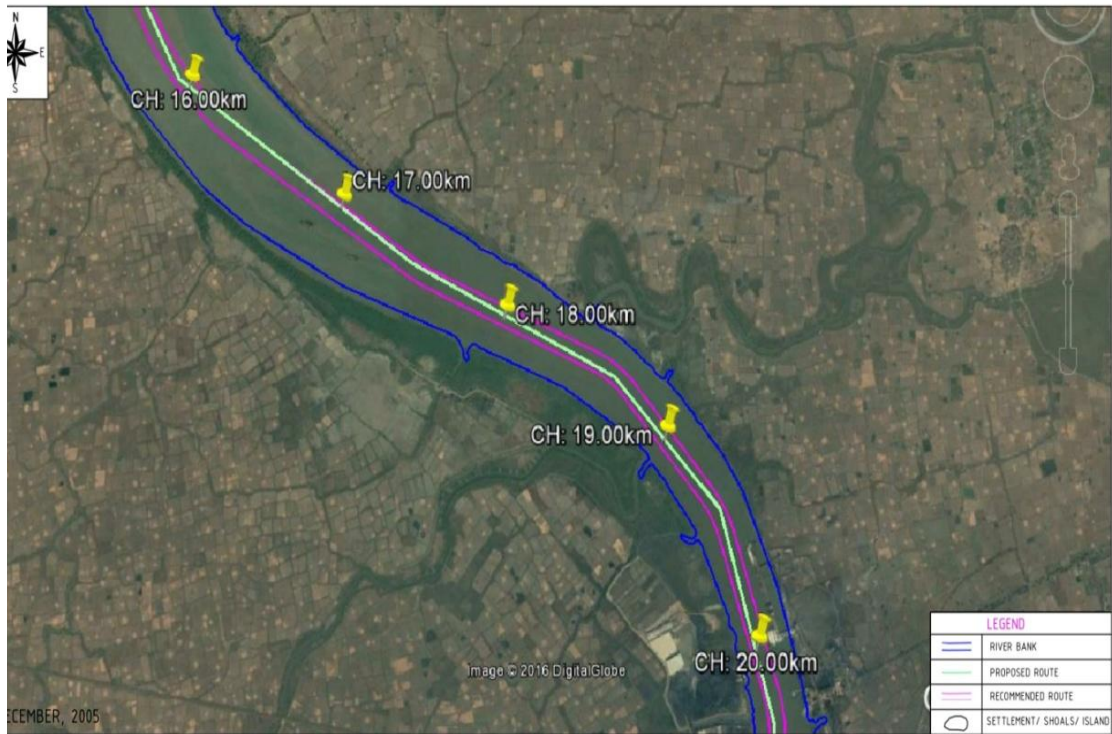 N
E
S
CH: 16.00km
CH: 17.00km
CH: 18.00km
CH: 19.00km
CH: 20.00km
Image © 2016 DigitalGlobe
ECEMBER, 2005
LEGEND
RIVER BANK
PROPOSED ROUTE
RECOMMENDED ROUTE
SETTLEMENT/ SHOALS/ ISLAND